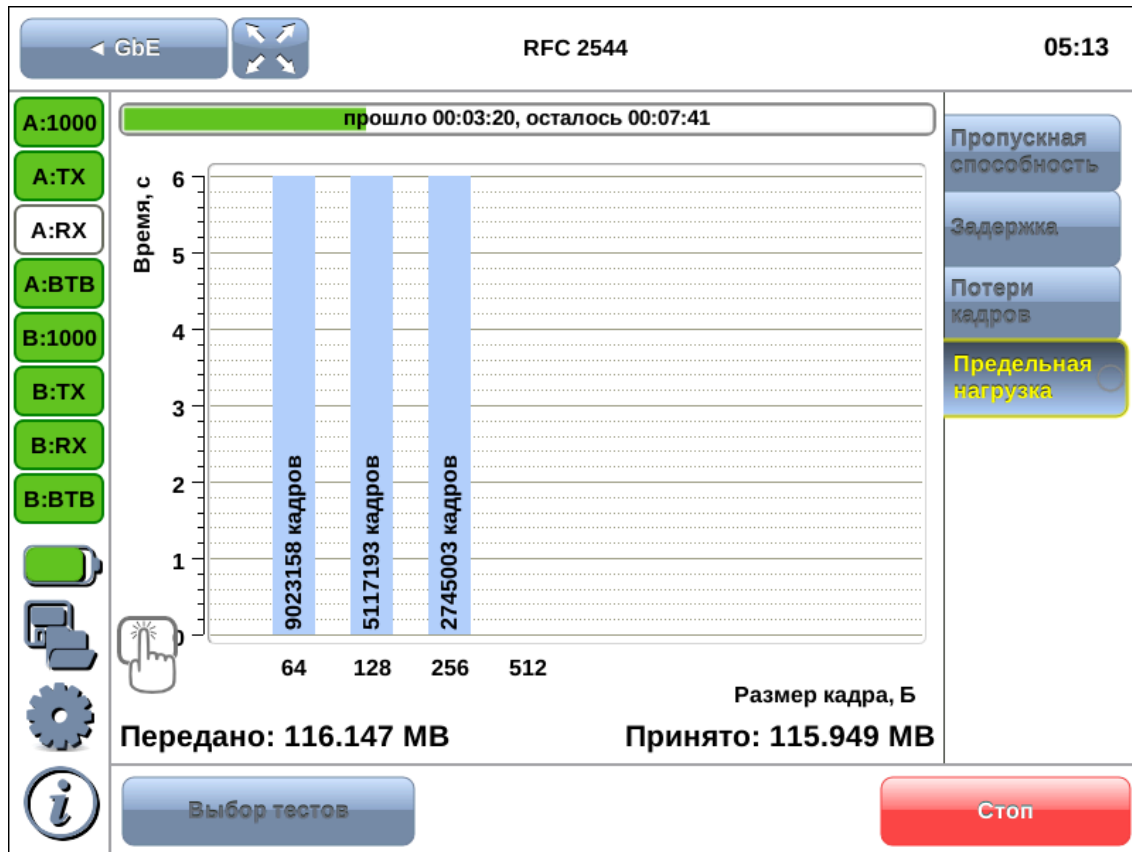 ◄ GbE
RFC 2544
05:13
A:1000
A:TX
A:RX
A:BTB
B:1000
B:TX
B:RX
B:BTB
прошло 00:03:20, осталось 00:07:41
Время, с
6
5
4
3
2
1
0
9023158 кадров
5117193 кадров
2745003 кадров
64
128
256
512
Размер кадра, Б
Передано: 116.147 MB
Принято: 115.949 MB
Пропускная
способность
Задержка
Потери
кадров
Предельная
нагрузка
i
Выбор тестов
Стоп